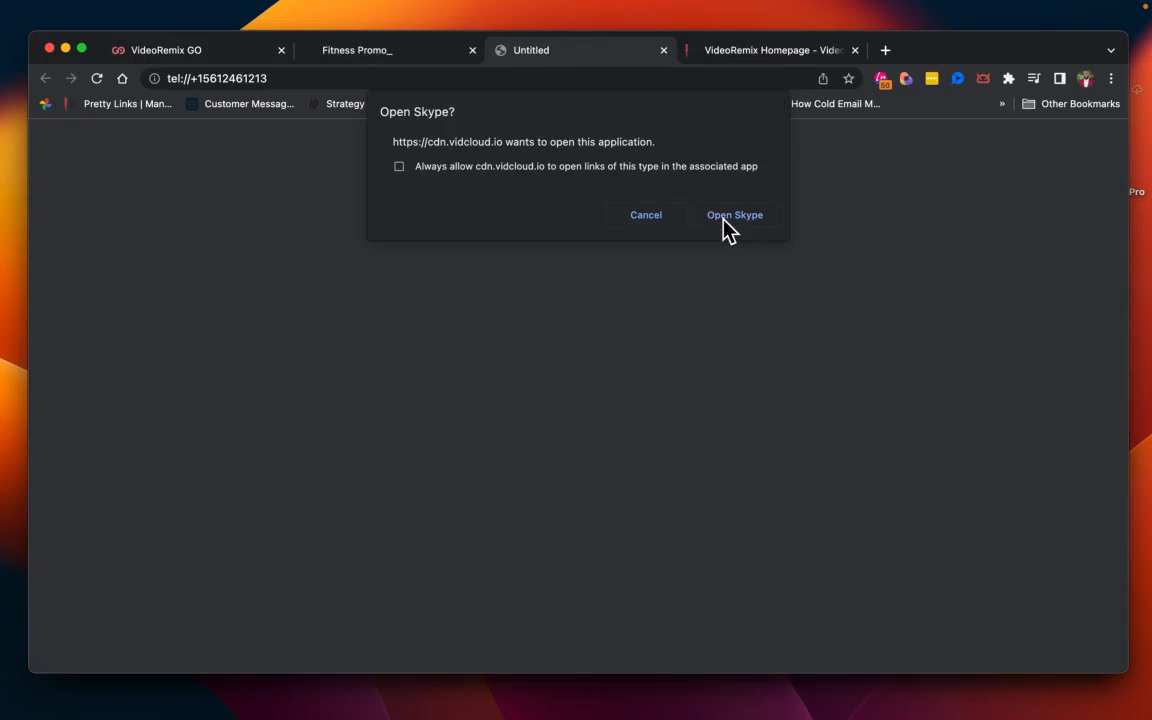 VideoRemix GO
Fitness Promo_
Untitled
VideoRemix Homepage - Video
tel://+15612461213
50
Pretty Links | Man...
Customer Messag...
Strategy
How Cold Email M...
»
Other Bookmarks
Open Skype?
https://cdn.vidcloud.io wants to open this application.
Always allow cdn.vidcloud.io to open links of this type in the associated app
Cancel
Open Skype
Pro